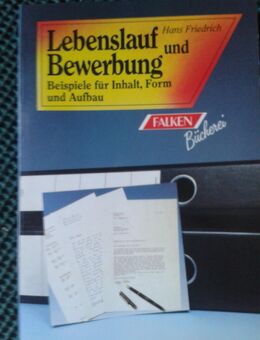 Hans Friedrich
Lebenslauf und
Bewerbung
Beispiele für Inhalt, Form
und Aufbau
FALKEN
Bücherei